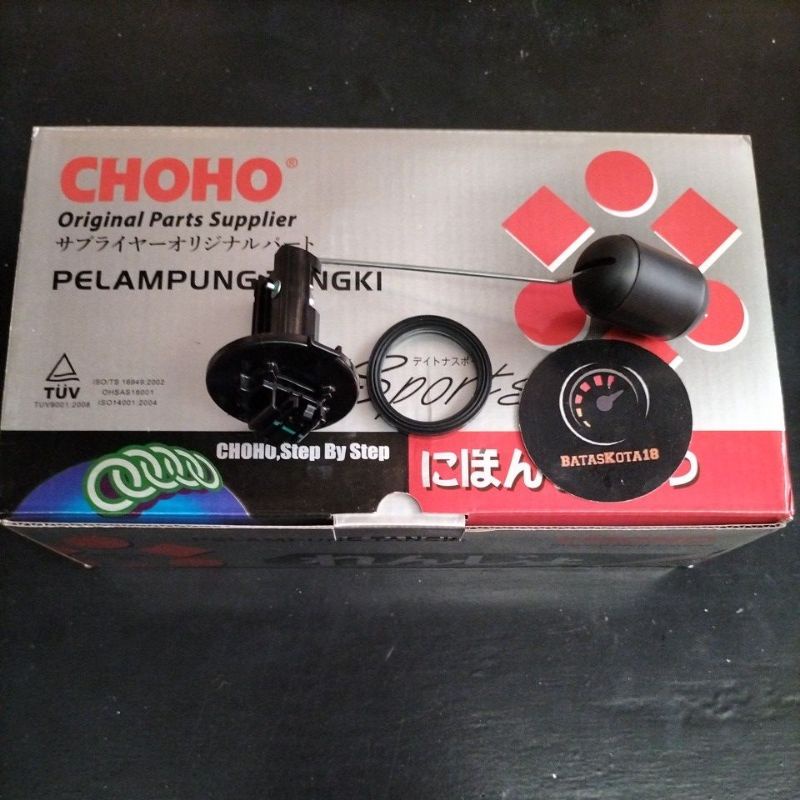 CHOHO®
Original Parts Supplier
サプライヤーオリジナルパート
PELAMPUNG TANGKI
デイトナスポ
Sports
TÜV
TUV9001:2008
ISO/TS 16949:2002
OHSAS18001
ISO14001:2004
CHOHO,Step By Step
にほん
BATASKOTA18